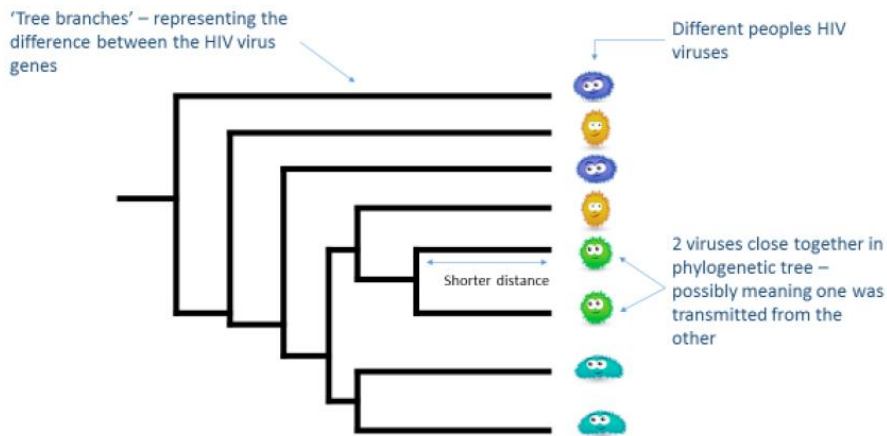 ‘Tree branches’ – representing the
difference between the HIV virus
genes
Different peoples HIV
viruses
Shorter distance
2 viruses close together in
phylogenetic tree –
possibly meaning one was
transmitted from the
other